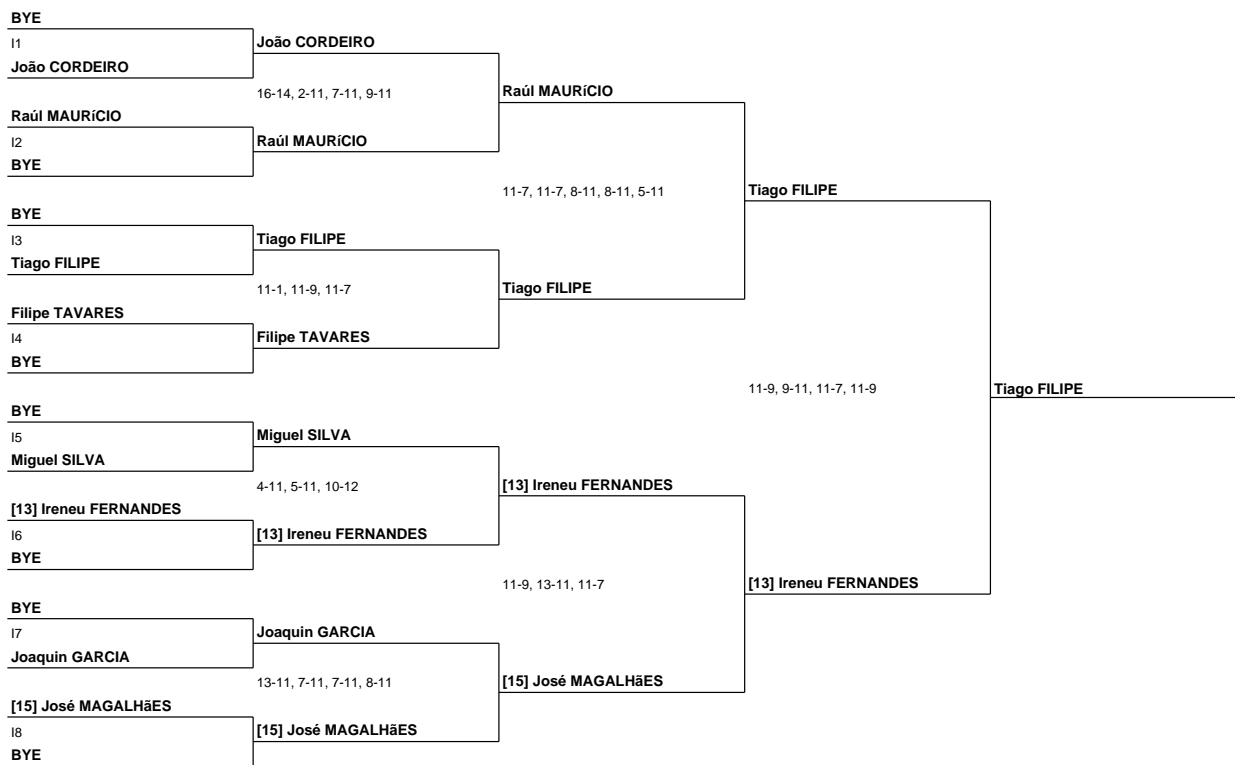 BYE
I1
João CORDEIRO
João CORDEIRO
16-14, 2-11, 7-11, 9-11
Raúl MAURíCIO
Raúl MAURíCIO
I2
Raúl MAURíCIO
BYE
11-7, 11-7, 8-11, 8-11, 5-11
Tiago FILIPE
BYE
I3
Tiago FILIPE
Tiago FILIPE
11-1, 11-9, 11-7
Tiago FILIPE
Filipe TAVARES
I4
Filipe TAVARES
BYE
11-9, 9-11, 11-7, 11-9
Tiago FILIPE
BYE
I5
Miguel SILVA
Miguel SILVA
4-11, 5-11, 10-12
[13] Ireneu FERNANDES
[13] Ireneu FERNANDES
I6
[13] Ireneu FERNANDES
BYE
11-9, 13-11, 11-7
[13] Ireneu FERNANDES
BYE
I7
Joaquin GARCIA
Joaquin GARCIA
13-11, 7-11, 7-11, 8-11
[15] José MAGALHãES
[15] José MAGALHãES
I8
[15] José MAGALHãES
BYE